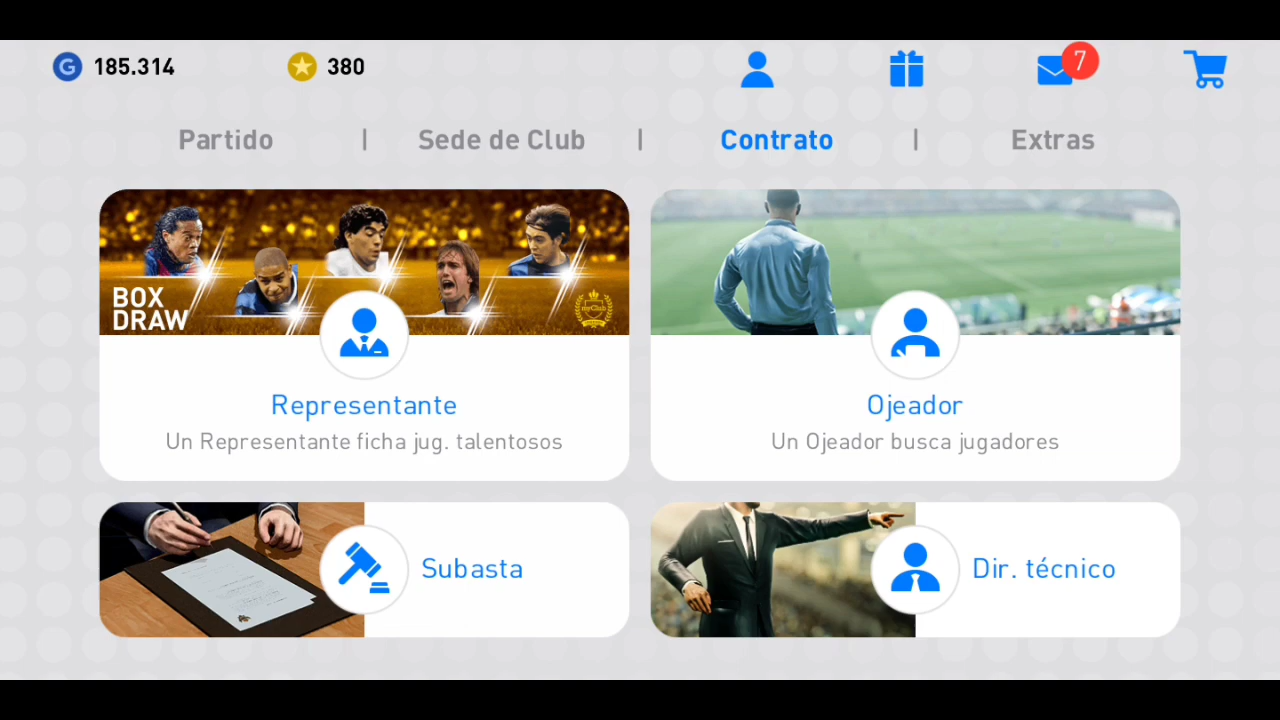 G 185.314
380
7
Partido | Sede de Club | Contrato | Extras
BOX
DRAW
myClub
Representante
Un Representante ficha jug. talentosos
Ojeador
Un Ojeador busca jugadores
Subasta
Dir. técnico